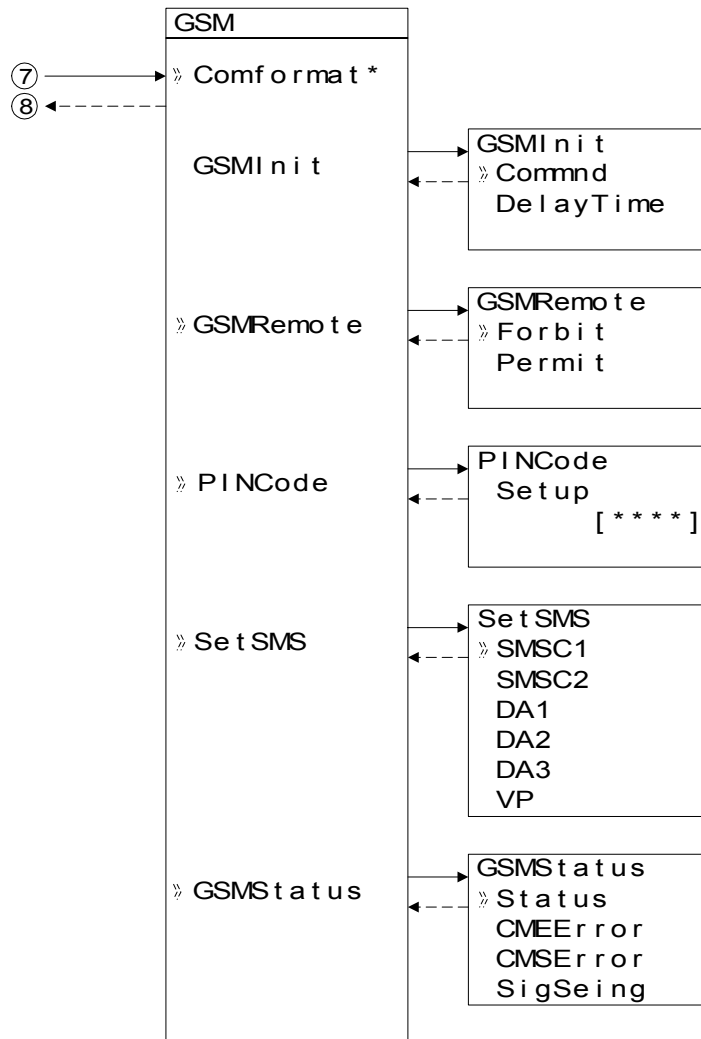 GSM
⑦
» Comformat*
⑧
GSMInit
GSMInit
» Commnd
DelayTime
» GSMRemote
GSMRemote
» Forbit
Permit
» PINCode
PINCode
Setup
[****]
» SetSMS
SetSMS
» SMSC1
SMSC2
DA1
DA2
DA3
VP
» GSMStatus
GSMStatus
» Status
CMEError
CMSError
SigSeing